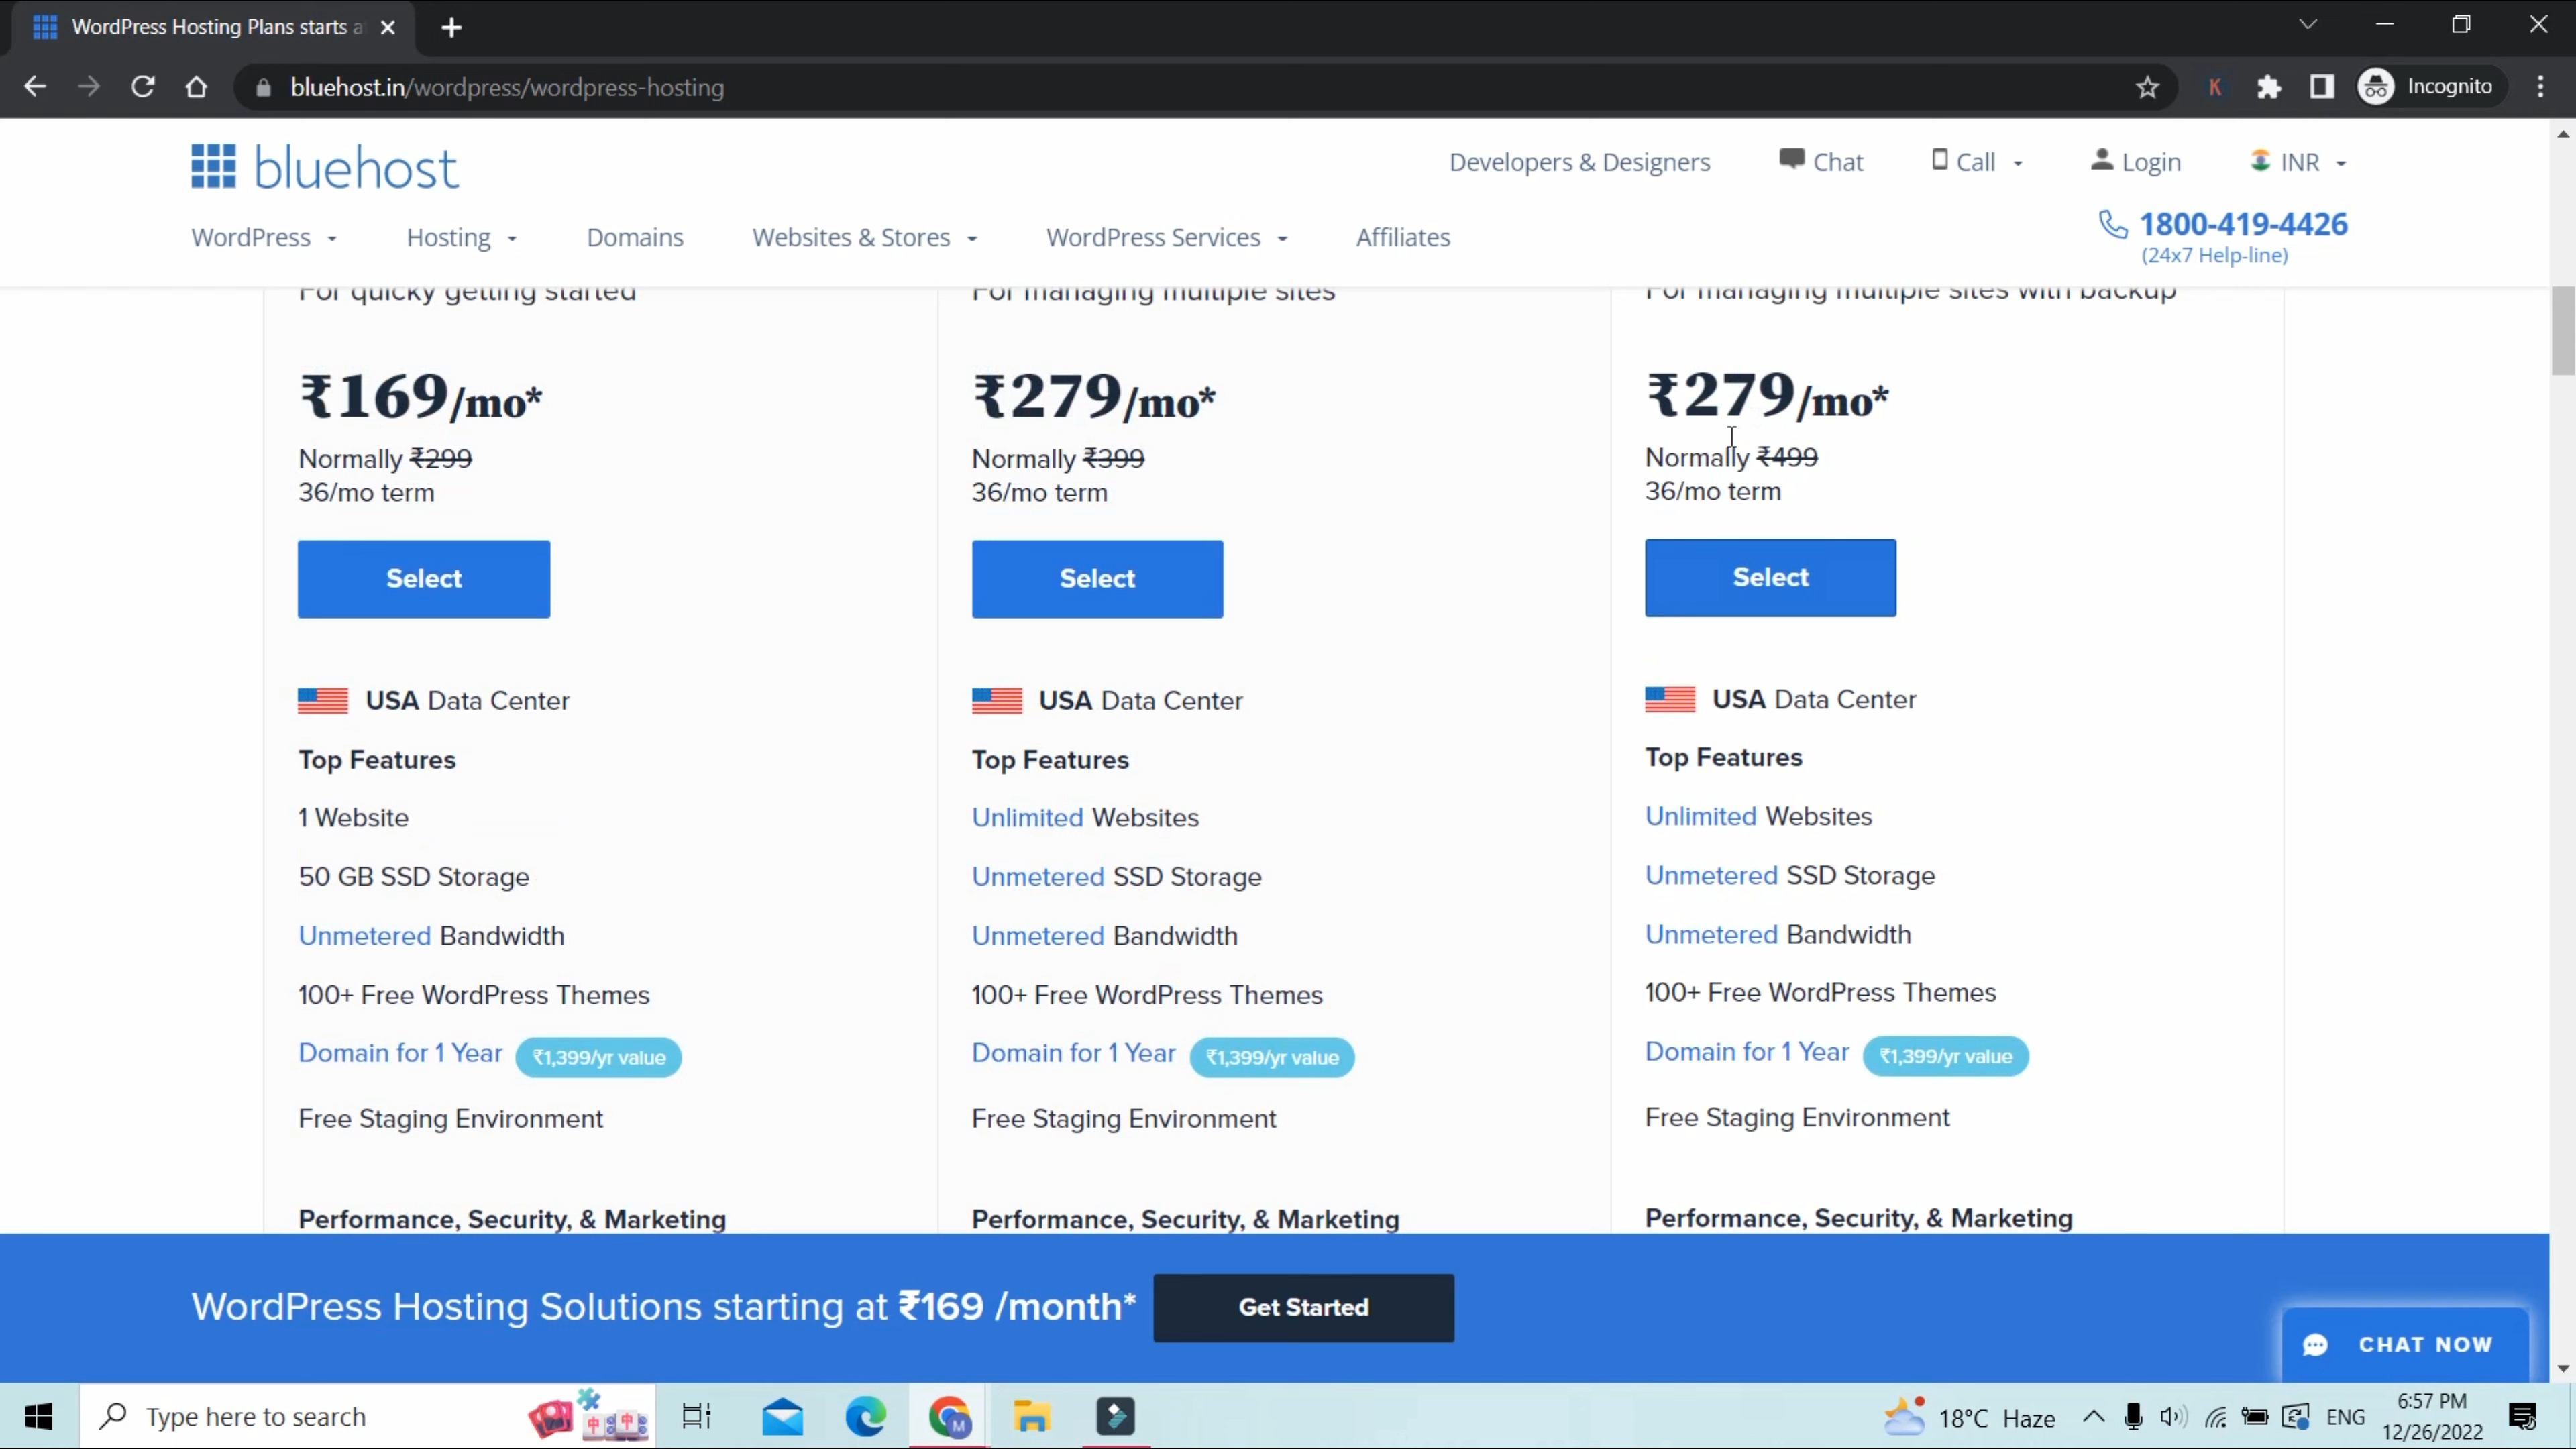 WordPress Hosting Plans starts a
bluehost.in/wordpress/wordpress-hosting
K
Incognito
bluehost
Developers & Designers
Chat
Call
Login
INR
WordPress
Hosting
Domains
Websites & Stores
WordPress Services
Affiliates
1800-419-4426
(24x7 Help-line)
For quicky getting started
₹169/mo*
Normally ₹299
36/mo term
Select
USA Data Center
Top Features
1 Website
50 GB SSD Storage
Unmetered Bandwidth
100+ Free WordPress Themes
Domain for 1 Year ₹1,399/yr value
Free Staging Environment
Performance, Security, & Marketing
For managing multiple sites
₹279/mo*
Normally ₹399
36/mo term
Select
USA Data Center
Top Features
Unlimited Websites
Unmetered SSD Storage
Unmetered Bandwidth
100+ Free WordPress Themes
Domain for 1 Year ₹1,399/yr value
Free Staging Environment
Performance, Security, & Marketing
For managing multiple sites with backup
₹279/mo*
Normally ₹499
36/mo term
Select
USA Data Center
Top Features
Unlimited Websites
Unmetered SSD Storage
Unmetered Bandwidth
100+ Free WordPress Themes
Domain for 1 Year ₹1,399/yr value
Free Staging Environment
Performance, Security, & Marketing
WordPress Hosting Solutions starting at ₹169 /month*
Get Started
CHAT NOW
Type here to search
M
18°C Haze
ENG
6:57 PM
12/26/2022